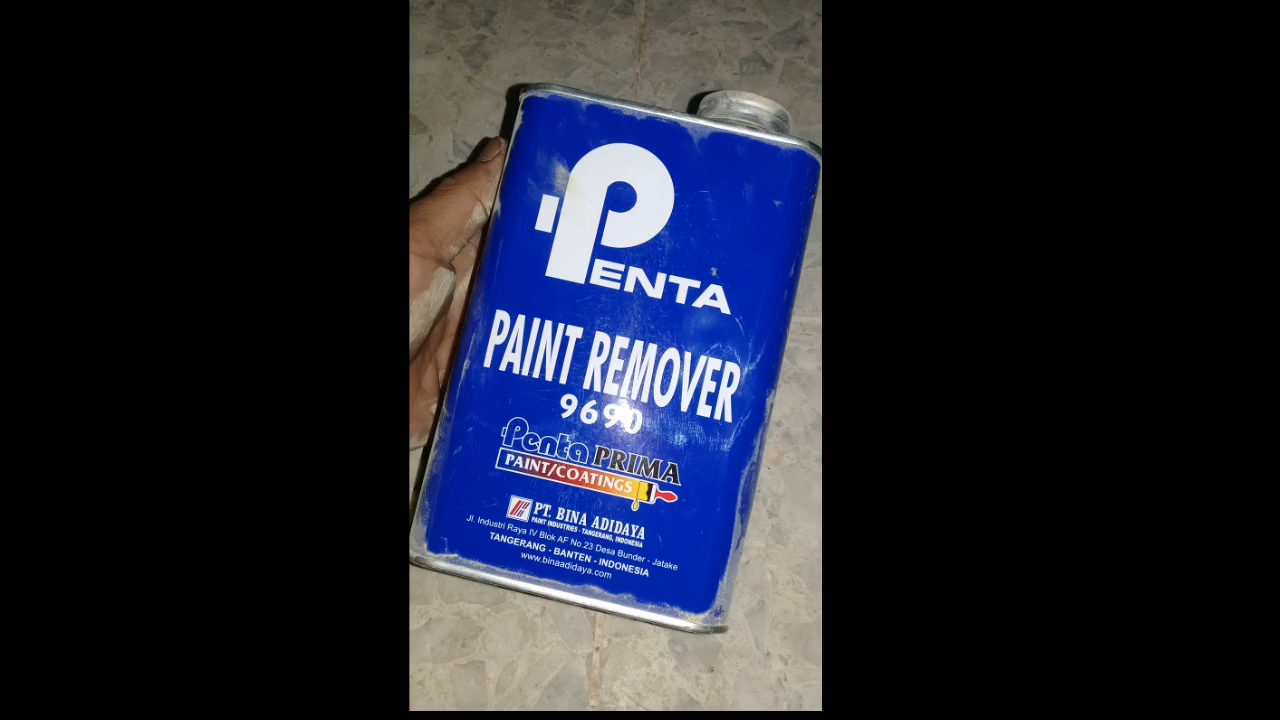 PENTA
PAINT REMOVER
9690
Penta PRIMA
PAINT/COATINGS
PT. BINA ADIDAYA
PAINT INDUSTRIES - TANGERANG, INDONESIA
Jl. Industri Raya IV Blok AF No.23 Desa Bunder - Jatake
TANGERANG - BANTEN - INDONESIA
www.binaadidaya.com